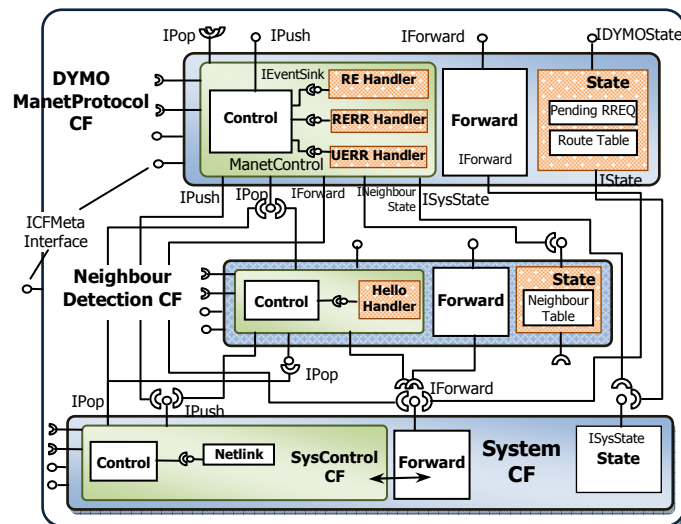 IPop
IPush
IForward
IDYMOState
DYMO
ManetProtocol
CF
IEventSink
RE Handler
Control
RERR Handler
UERR Handler
ManetControl
Forward
IForward
State
Pending RREQ
Route Table
IState
IPush
IPop
IForward
INeighbour
State
ISysState
ICFMeta
Interface
Neighbour
Detection CF
Control
Hello
Handler
Forward
State
Neighbour
Table
IPop
IForward
IPop
IPush
Control
Netlink
SysControl
CF
Forward
System
CF
ISysState
State